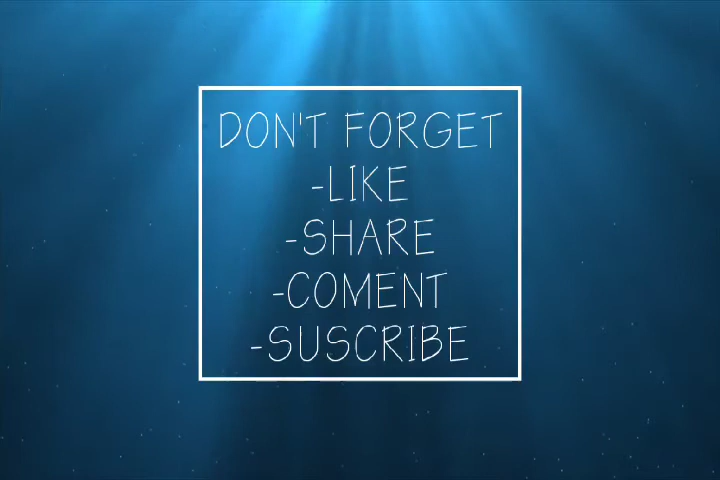 DON'T FORGET
-LIKE
-SHARE
-COMENT
-SUSCRIBE